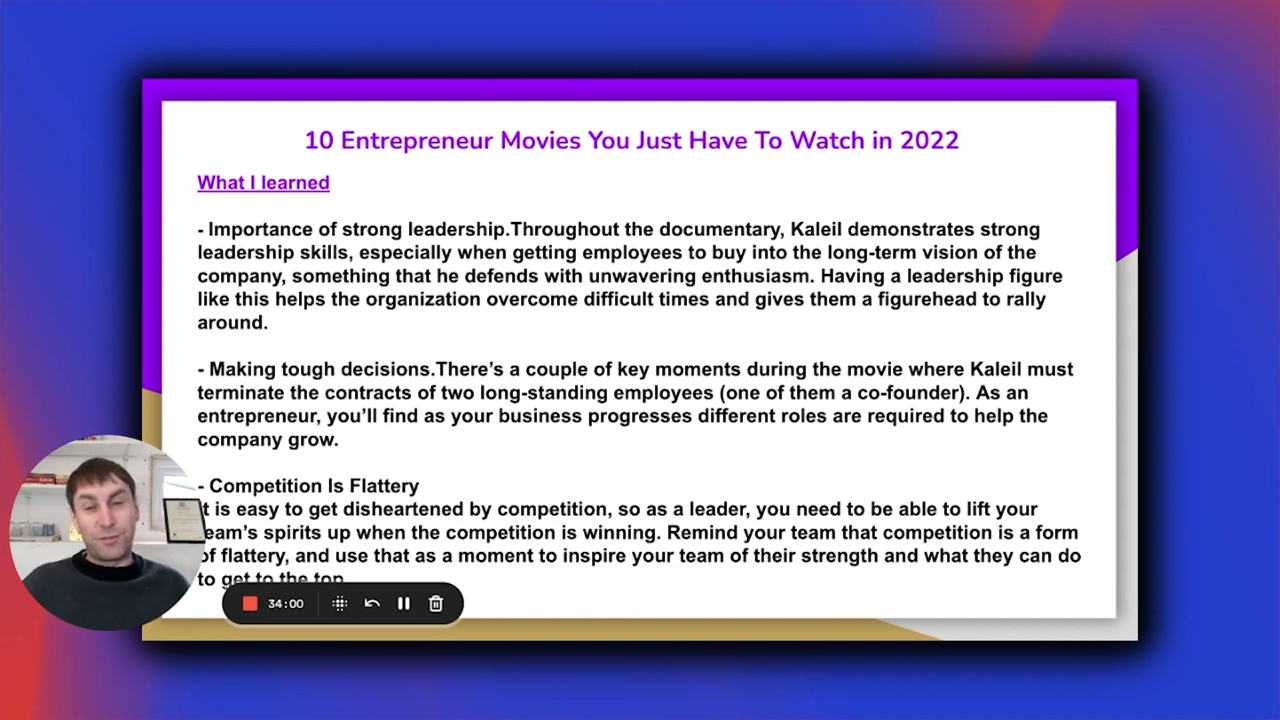 10 Entrepreneur Movies You Just Have To Watch in 2022
What I learned
- Importance of strong leadership.Throughout the documentary, Kaleil demonstrates strong
leadership skills, especially when getting employees to buy into the long-term vision of the
company, something that he defends with unwavering enthusiasm. Having a leadership figure
like this helps the organization overcome difficult times and gives them a figurehead to rally
around.
- Making tough decisions.There's a couple of key moments during the movie where Kaleil must
terminate the contracts of two long-standing employees (one of them a co-founder). As an
entrepreneur, you'll find as your business progresses different roles are required to help the
company grow.
- Competition Is Flattery
It is easy to get disheartened by competition, so as a leader, you need to be able to lift your
team's spirits up when the competition is winning. Remind your team that competition is a form
of flattery, and use that as a moment to inspire your team of their strength and what they can do
to get to the top
34:00